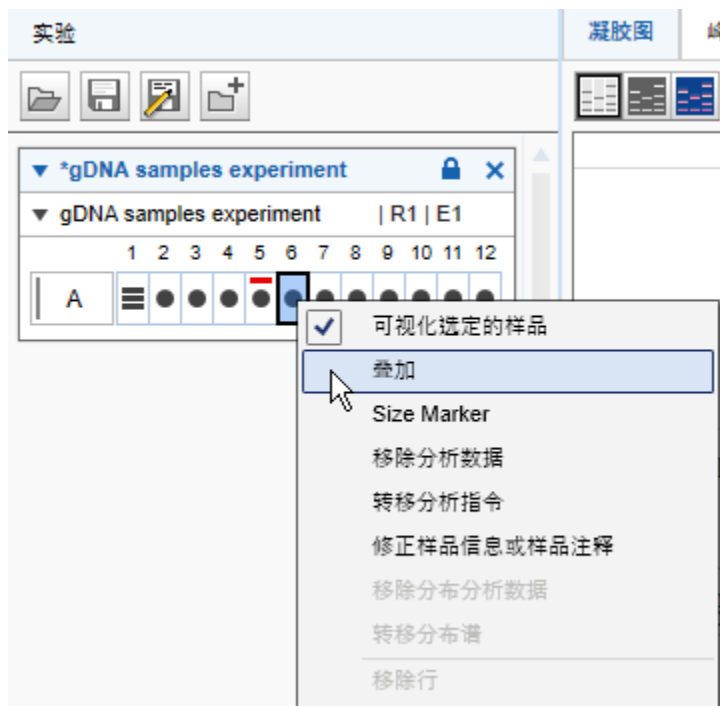 实验
凝胶图
*gDNA samples experiment
gDNA samples experiment | R1 | E1
1 2 3 4 5 6 7 8 9 10 11 12
A
可视化选定的样品
叠加
Size Marker
移除分析数据
转移分析指令
修正样品信息或样品注释
移除分布分析数据
转移分布谱
移除行